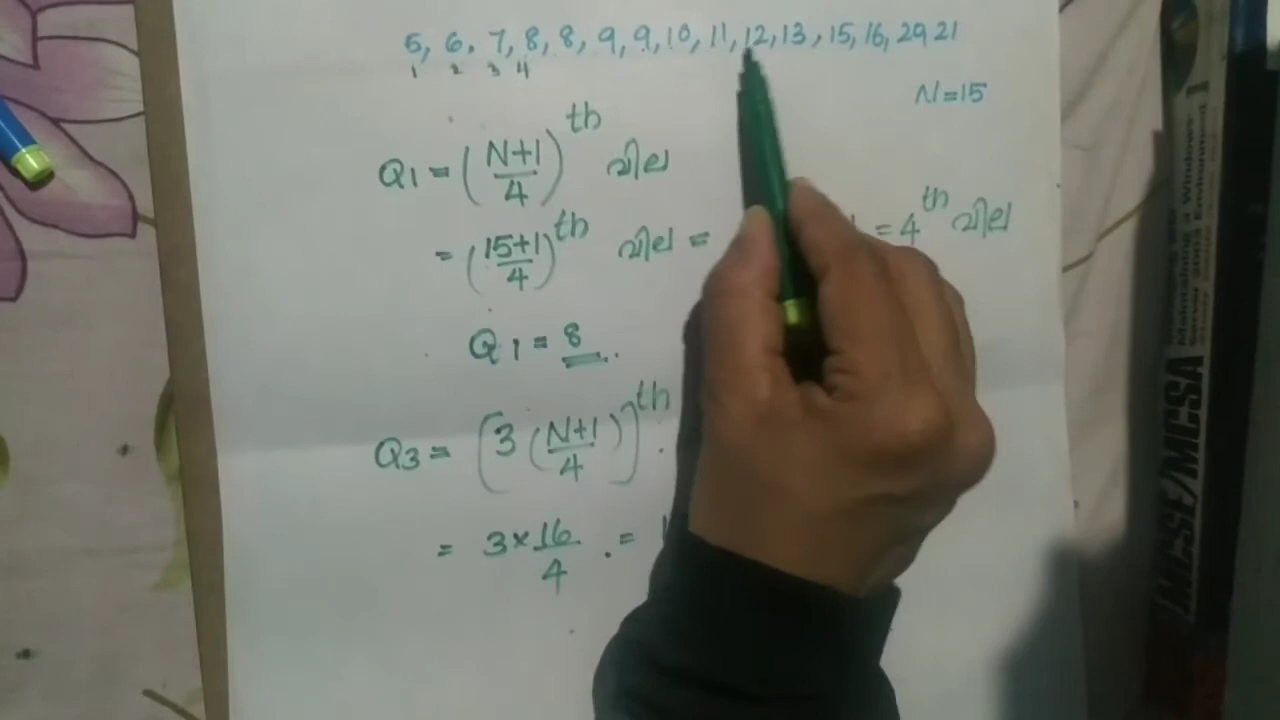 5, 6, 7, 8, 8, 9, 9, 10, 11, 12, 13, 15, 16, 20, 21
1 2 3 4
N=15
Q1 = (N+1/4)th വില
= (15+1/4)th വില = = 4th വില
Q1 = 8.
Q3 = [3 (N+1/4)]th
= 3×16/4 . =
MCSE/MCSA